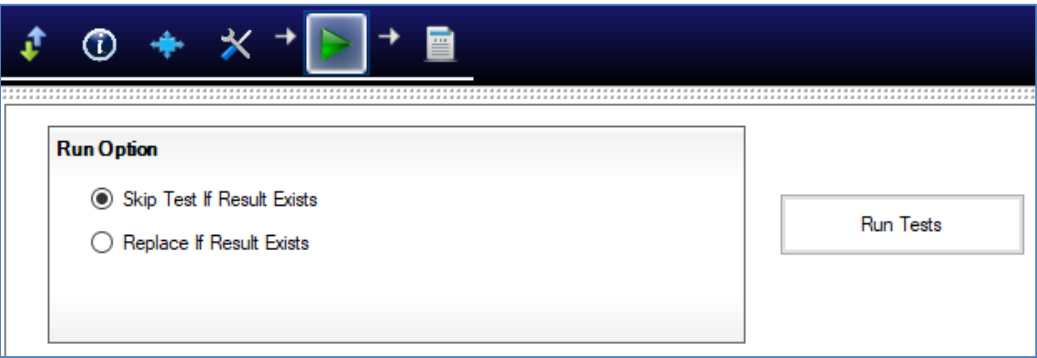 Run Option
Skip Test If Result Exists
Replace If Result Exists
Run Tests